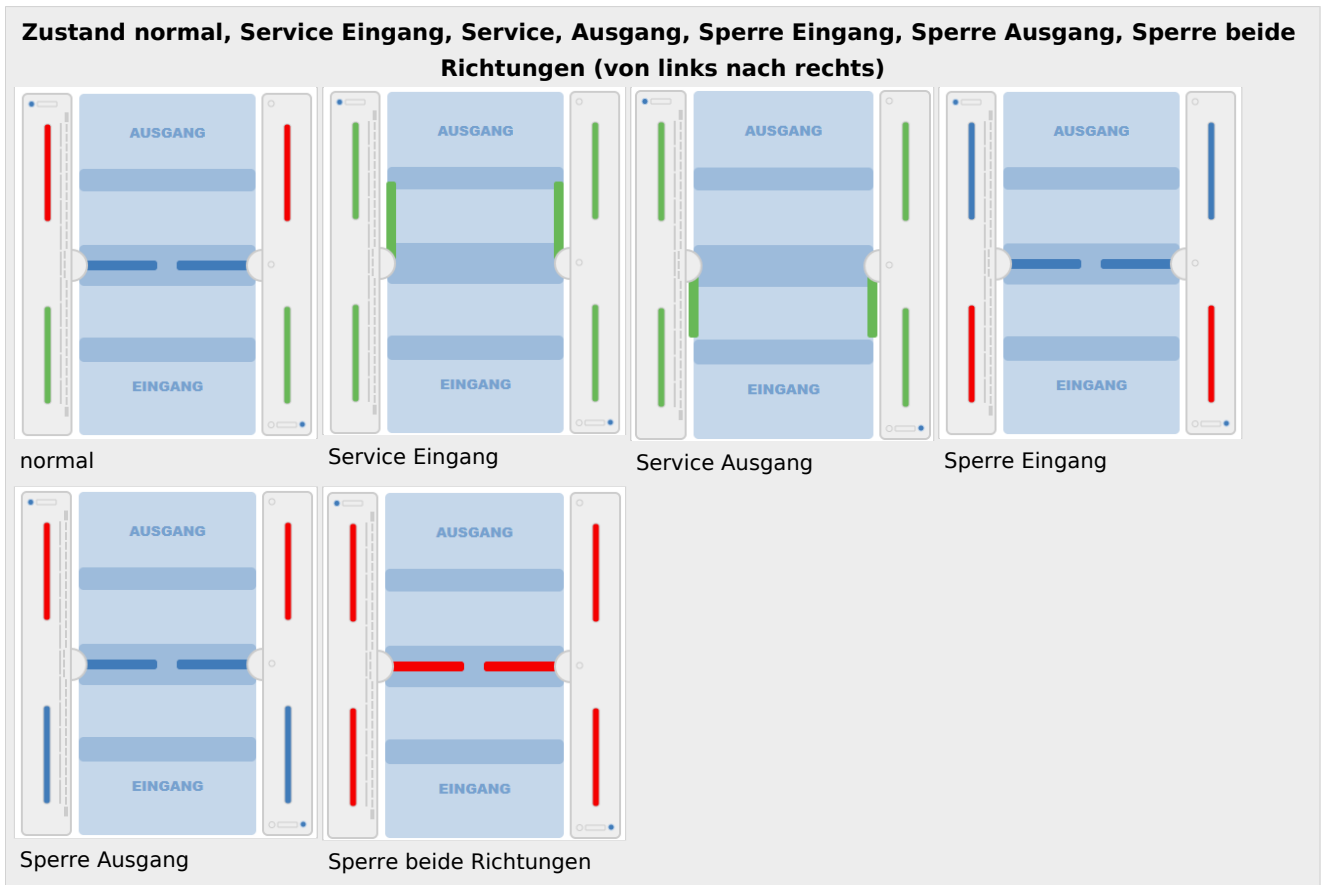 Zustand normal, Service Eingang, Service, Ausgang, Sperre Eingang, Sperre Ausgang, Sperre beide
Richtungen (von links nach rechts)
AUSGANG
EINGANG
normal
AUSGANG
EINGANG
Service Eingang
AUSGANG
EINGANG
Service Ausgang
AUSGANG
EINGANG
Sperre Eingang
AUSGANG
EINGANG
Sperre Ausgang
AUSGANG
EINGANG
Sperre beide Richtungen